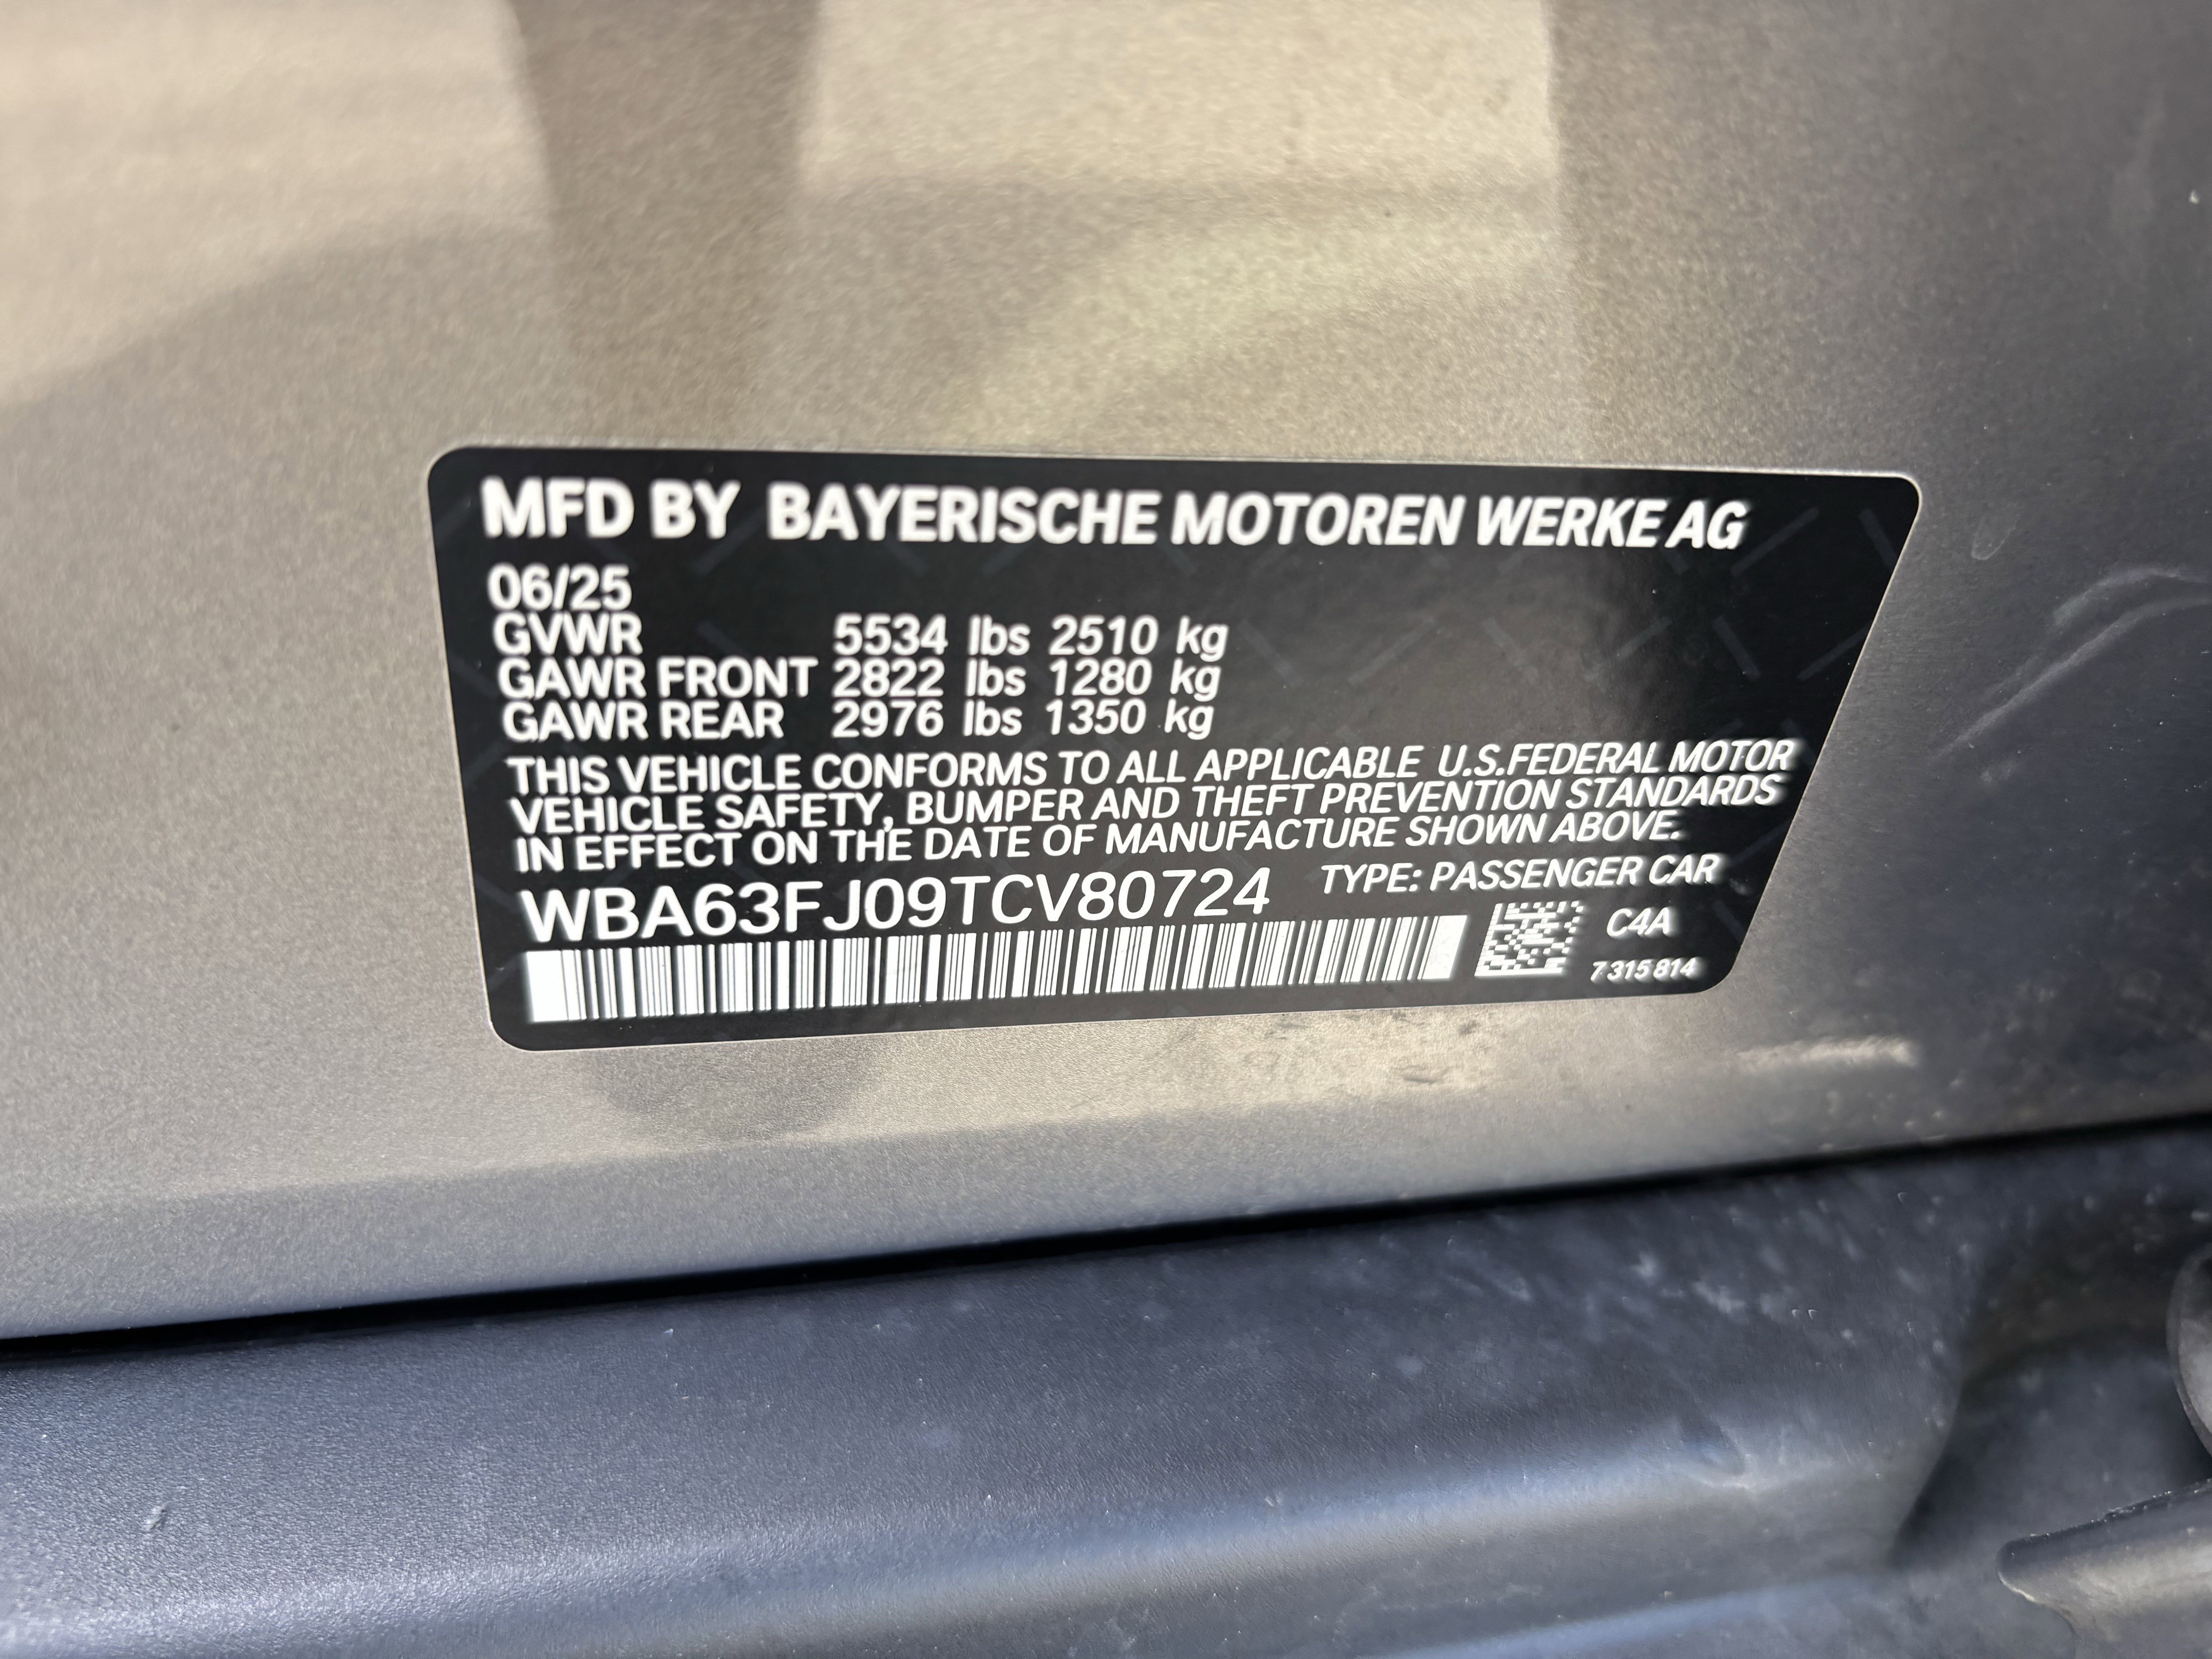 MFD BY BAYERISCHE MOTOREN WERKE AG
06/25
GVWR 5534 lbs 2510 kg
GAWR FRONT 2822 lbs 1280 kg
GAWR REAR 2976 lbs 1350 kg
THIS VEHICLE CONFORMS TO ALL APPLICABLE U.S.FEDERAL MOTOR
VEHICLE SAFETY, BUMPER AND THEFT PREVENTION STANDARDS
IN EFFECT ON THE DATE OF MANUFACTURE SHOWN ABOVE.
WBA63FJ09TCV80724 TYPE: PASSENGER CAR
C4A
7 315 814